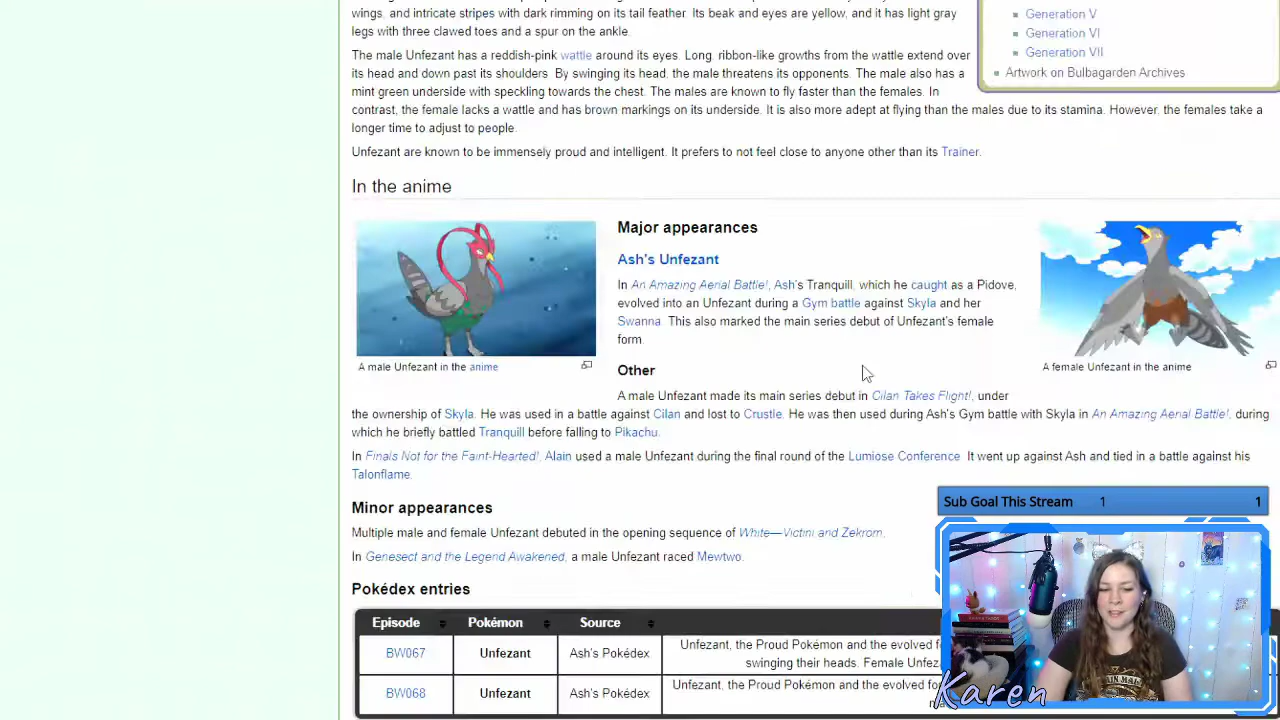 wings, and intricate stripes with dark rimming on its tail feather. Its beak and eyes are yellow, and it has light gray
legs with three clawed toes and a spur on the ankle.
The male Unfezant has a reddish-pink wattle around its eyes. Long, ribbon-like growths from the wattle extend over
its head and down past its shoulders. By swinging its head, the male threatens its opponents. The male also has a
mint green underside with speckling towards the chest. The males are known to fly faster than the females. In
contrast, the female lacks a wattle and has brown markings on its underside. It is also more adept at flying than the males due to its stamina. However, the females take a
longer time to adjust to people.
Unfezant are known to be immensely proud and intelligent. It prefers to not feel close to anyone other than its Trainer.
Generation V
Generation VI
Generation VII
Artwork on Bulbagarden Archives
In the anime
A male Unfezant in the anime
Major appearances
Ash's Unfezant
In An Amazing Aerial Battle!, Ash's Tranquill, which he caught as a Pidove,
evolved into an Unfezant during a Gym battle against Skyla and her
Swanna. This also marked the main series debut of Unfezant's female
form.
A female Unfezant in the anime
Other
A male Unfezant made its main series debut in Cilan Takes Flight!, under
the ownership of Skyla. He was used in a battle against Cilan and lost to Crustle. He was then used during Ash's Gym battle with Skyla in An Amazing Aerial Battle!, during
which he briefly battled Tranquill before falling to Pikachu.
In Finals Not for the Faint-Hearted!, Alain used a male Unfezant during the final round of the Lumiose Conference. It went up against Ash and tied in a battle against his
Talonflame.
Minor appearances
Multiple male and female Unfezant debuted in the opening sequence of White—Victini and Zekrom.
In Genesect and the Legend Awakened, a male Unfezant raced Mewtwo.
Pokédex entries
Episode Pokémon Source
BW067 Unfezant Ash's Pokédex Unfezant, the Proud Pokémon and the evolved
swinging their heads. Female
BW068 Unfezant Ash's Pokédex Unfezant, the Proud Pokémon and the evolved
Sub Goal This Stream 1 1
Karen